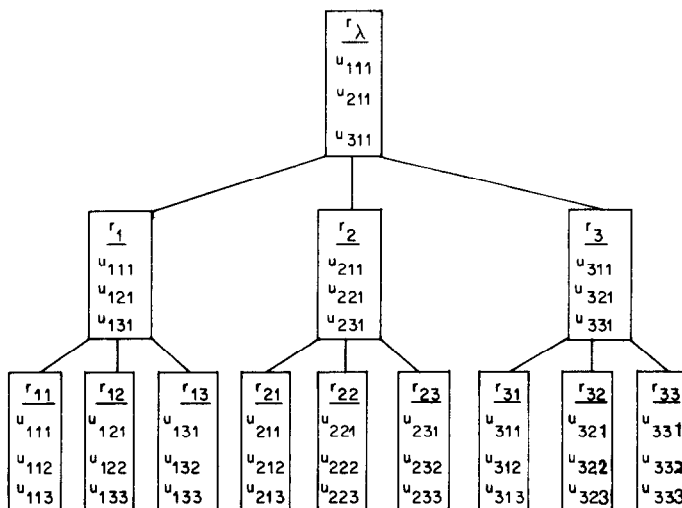 r_λ
u_111
u_211
u_311
r_1 r_2 r_3
u_111 u_211 u_311
u_121 u_221 u_321
u_131 u_231 u_331
r_11 r_12 r_13 r_21 r_22 r_23 r_31 r_32 r_33
u_111 u_121 u_131 u_211 u_221 u_231 u_311 u_321 u_331
u_112 u_122 u_132 u_212 u_222 u_232 u_312 u_322 u_332
u_113 u_133 u_133 u_213 u_223 u_233 u_313 u_323 u_333